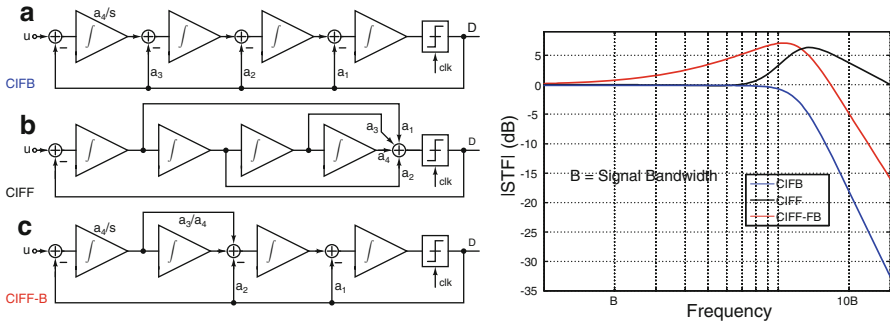 a
a4/s
u
∫
∫
∫
∫
D
a3
a2
a1
clk
CIFB
b
u
∫
∫
∫
∫
a3
a1
a4
a2
D
clk
CIFF
c
a4/s
a3/a4
u
∫
∫
∫
∫
D
a2
a1
clk
CIFF-B
|STF| (dB)
5
0
-5
-10
-15
-20
-25
-30
-35
B = Signal Bandwidth
CIFB
CIFF
CIFF-FB
B
10B
Frequency